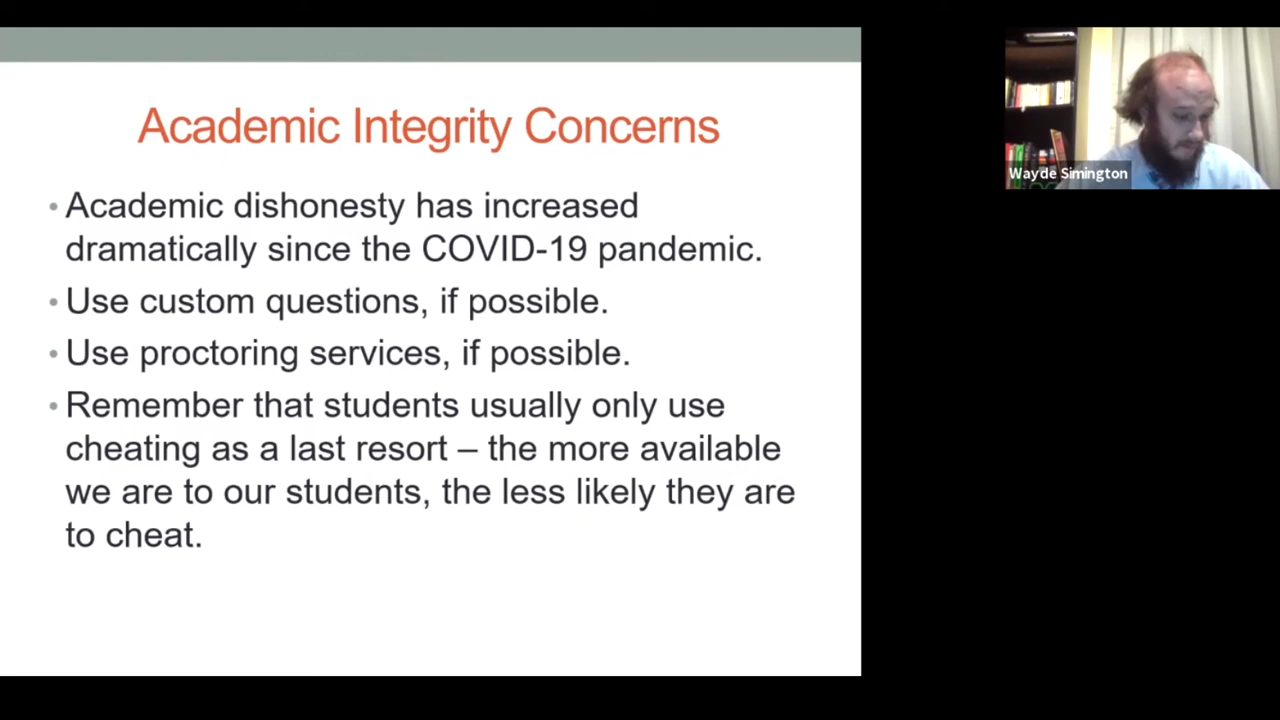 Academic Integrity Concerns
• Academic dishonesty has increased
dramatically since the COVID-19 pandemic.
• Use custom questions, if possible.
• Use proctoring services, if possible.
• Remember that students usually only use
cheating as a last resort – the more available
we are to our students, the less likely they are
to cheat.
Wayde Simington